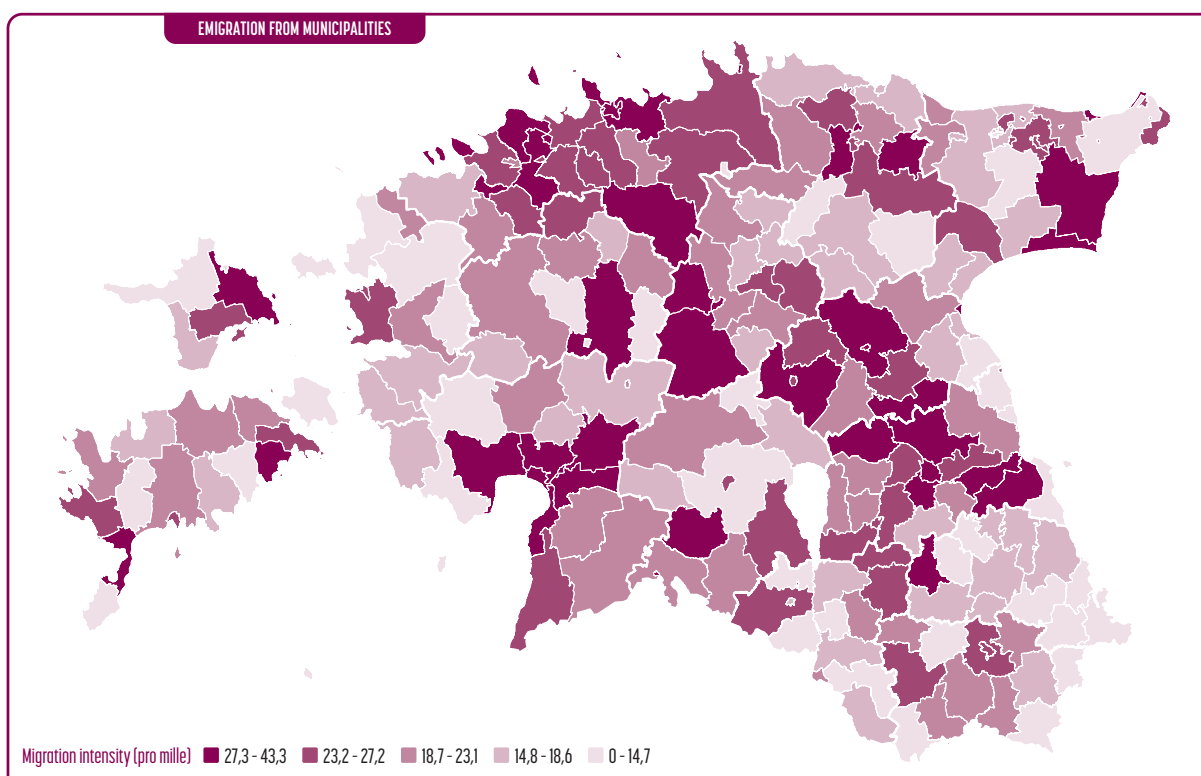 EMIGRATION FROM MUNICIPALITIES
Migration intensity (pro mille) 27,3 - 43,3 23,2 - 27,2 18,7 - 23,1 14,8 - 18,6 0 - 14,7